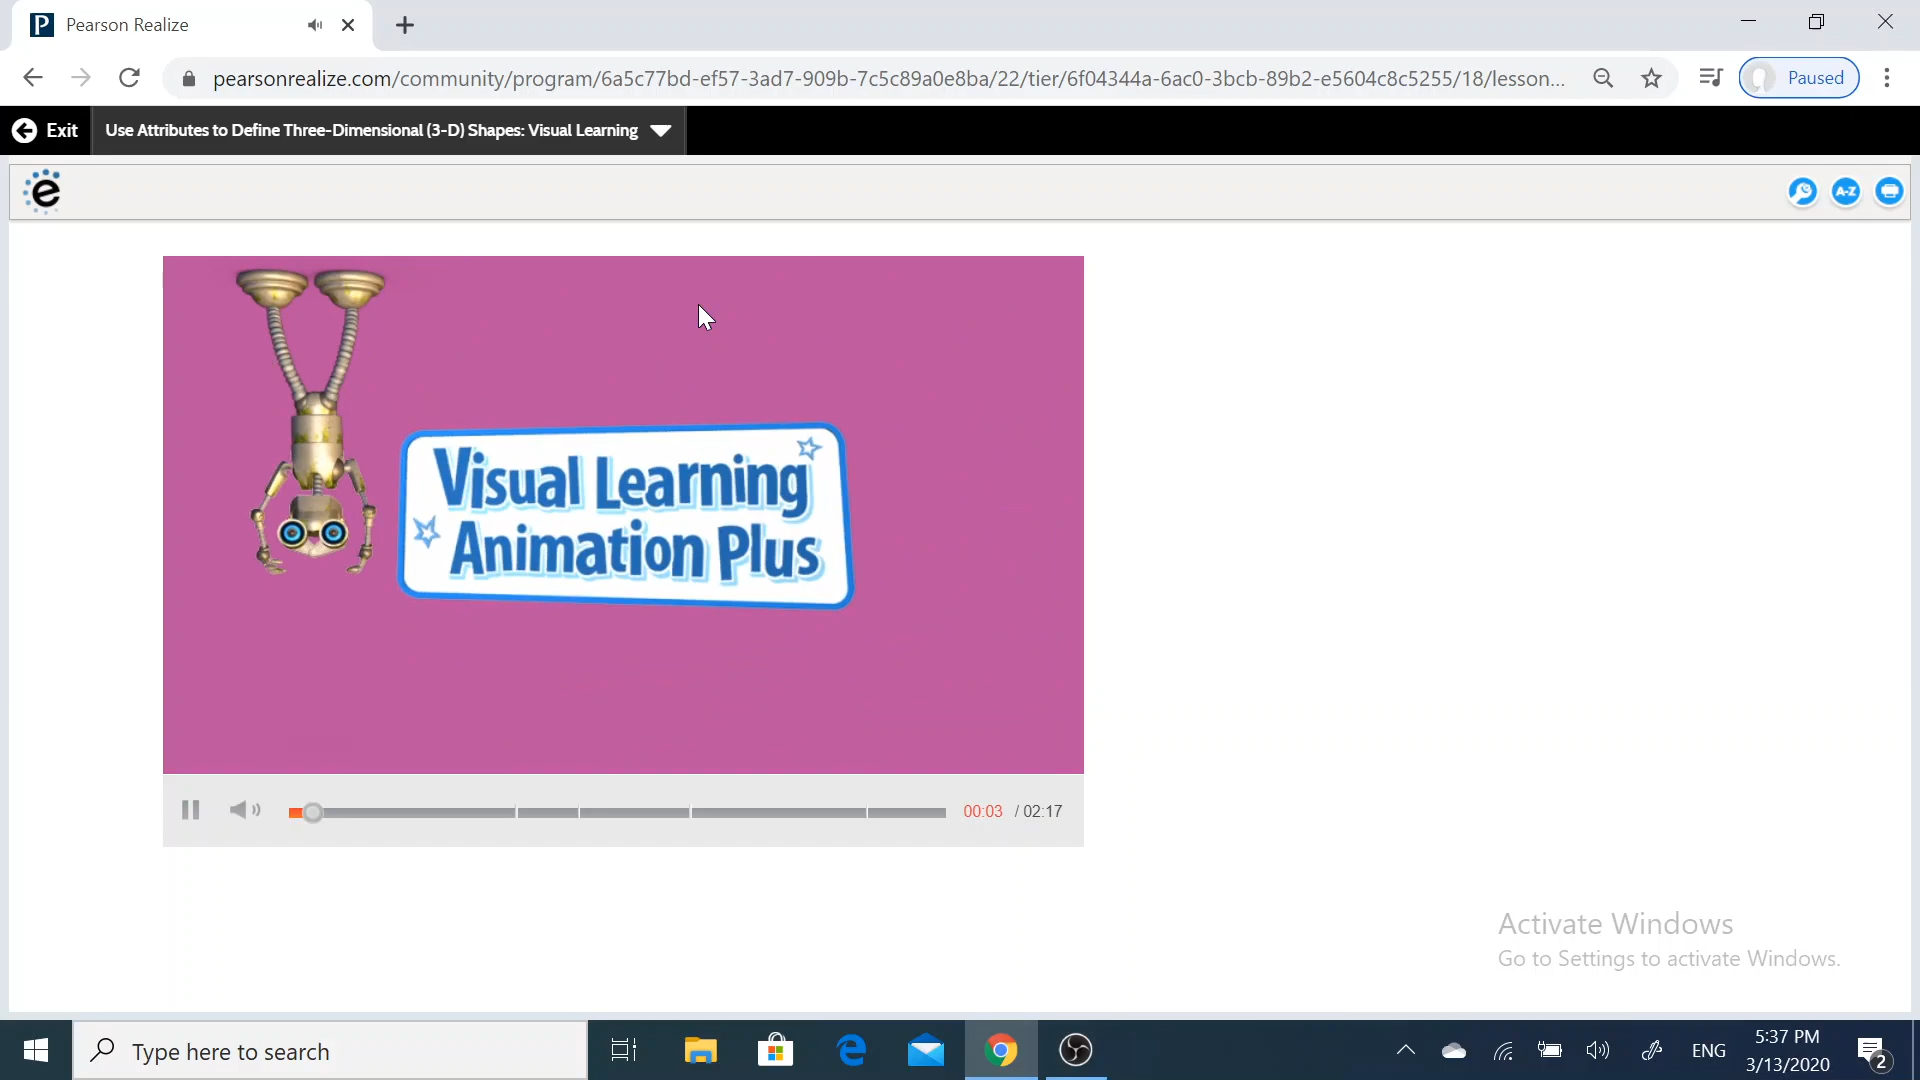 P Pearson Realize
pearsonrealize.com/community/program/6a5c77bd-ef57-3ad7-909b-7c5c89a0e8ba/22/tier/6f04344a-6ac0-3bcb-89b2-e5604c8c5255/18/lesson...
Paused
Exit
Use Attributes to Define Three-Dimensional (3-D) Shapes: Visual Learning
e
A-Z
Visual Learning
Animation Plus
00:03 / 02:17
Activate Windows
Go to Settings to activate Windows.
Type here to search
ENG
5:37 PM
3/13/2020
2